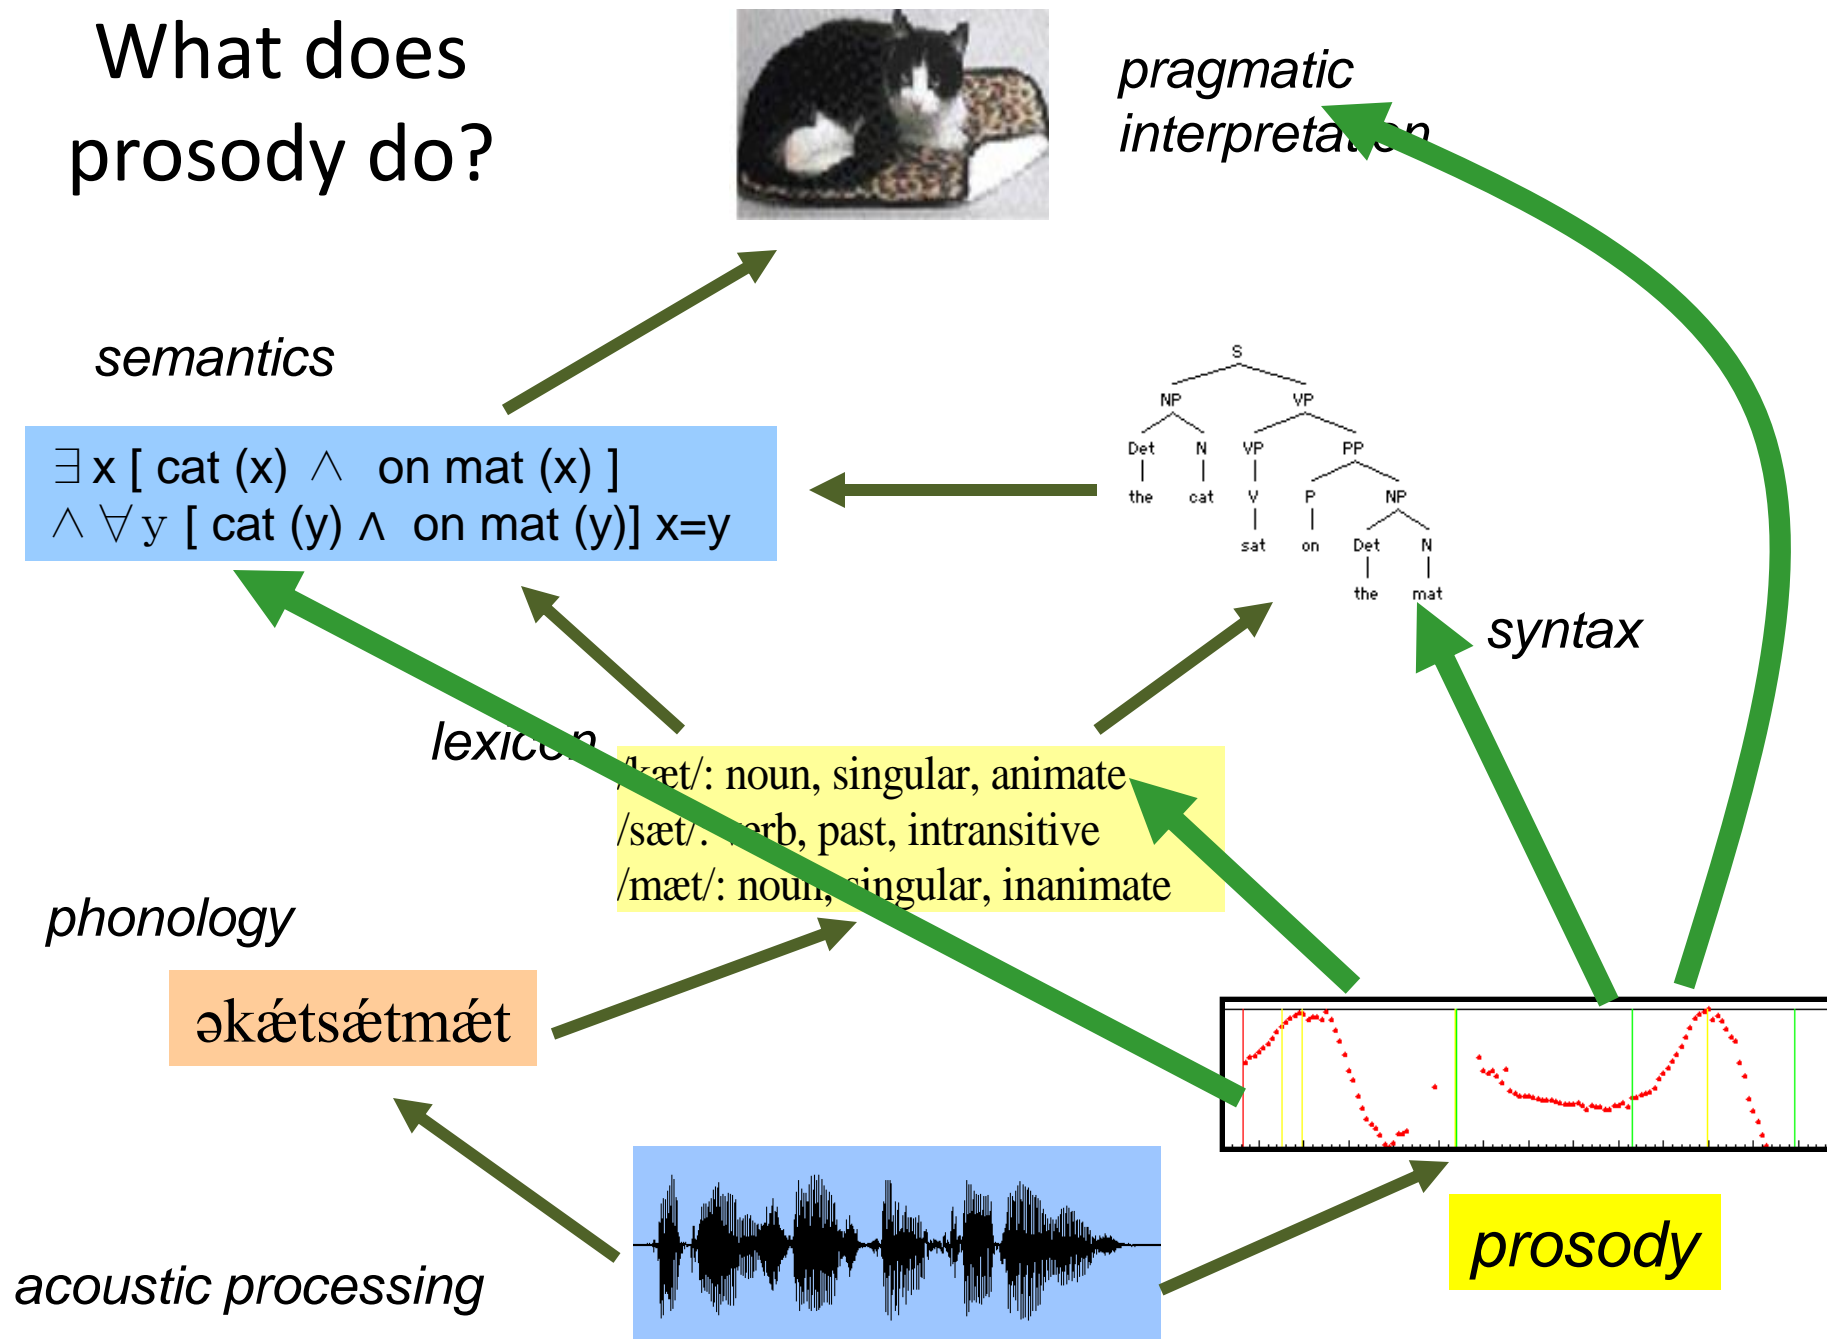 What does
prosody do?
pragmatic
interpretation
semantics
∃ x [ cat (x) ∧ on mat (x) ]
∧ ∀ y [ cat (y) ∧ on mat (y)] x=y
S
NP VP
Det N VP PP
the cat V P NP
sat on Det N
the mat
syntax
lexicon
/kæt/: noun, singular, animate
/sæt/: verb, past, intransitive
/mæt/: noun, singular, inanimate
phonology
əkǽtsǽtmǽt
prosody
acoustic processing